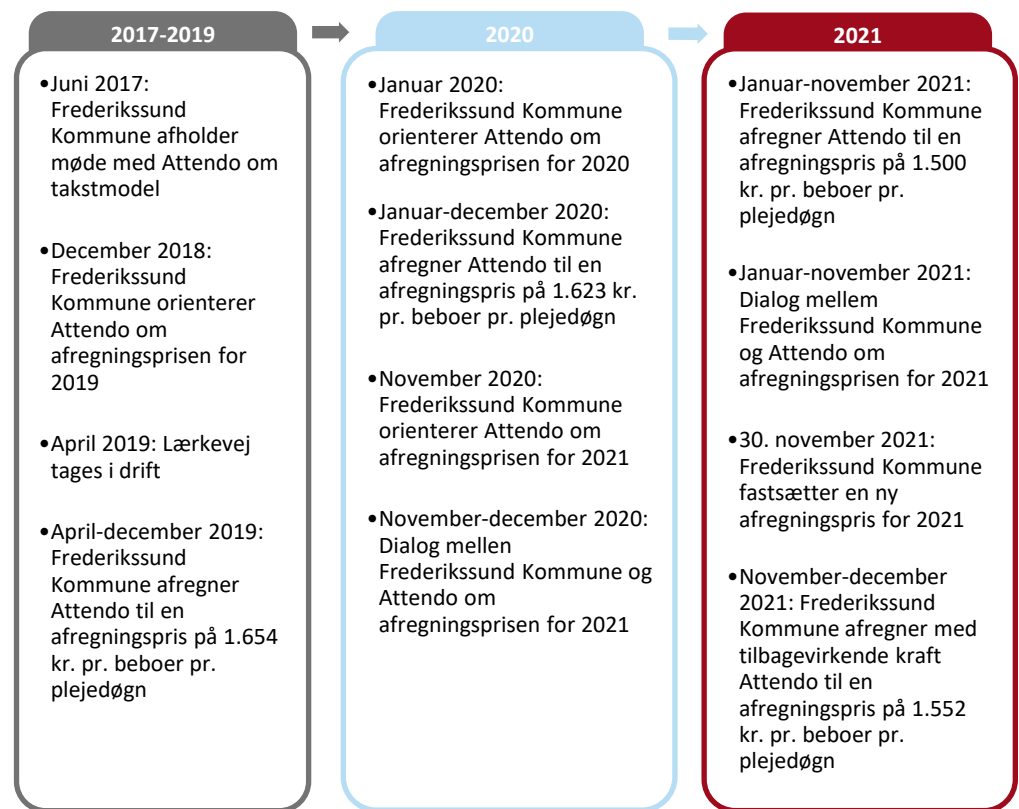 2017-2019
•Juni 2017:
Frederikssund
Kommune afholder
møde med Attendo om
takstmodel
•December 2018:
Frederikssund
Kommune orienterer
Attendo om
afregningsprisen for
2019
•April 2019: Lærkevej
tages i drift
•April-december 2019:
Frederikssund
Kommune afregner
Attendo til en
afregningspris på 1.654
kr. pr. beboer pr.
plejedøgn
2020
•Januar 2020:
Frederikssund Kommune
orienterer Attendo om
afregningsprisen for 2020
•Januar-december 2020:
Frederikssund Kommune
afregner Attendo til en
afregningspris på 1.623 kr.
pr. beboer pr. plejedøgn
•November 2020:
Frederikssund Kommune
orienterer Attendo om
afregningsprisen for 2021
•November-december 2020:
Dialog mellen
Frederikssund Kommune og
Attendo om
afregningsprisen for 2021
2021
•Januar-november 2021:
Frederikssund Kommune
afregner Attendo til en
afregningspris på 1.500
kr. pr. beboer pr.
plejedøgn
•Januar-november 2021:
Dialog mellem
Frederikssund Kommune
og Attendo om
afregningsprisen for 2021
•30. november 2021:
Frederikssund Kommune
fastsætter en ny
afregningspris for 2021
•November-december
2021: Frederikssund
Kommune afregner med
tilbagevirkende kraft
Attendo til en
afregningspris på 1.552
kr. pr. beboer pr.
plejedøgn